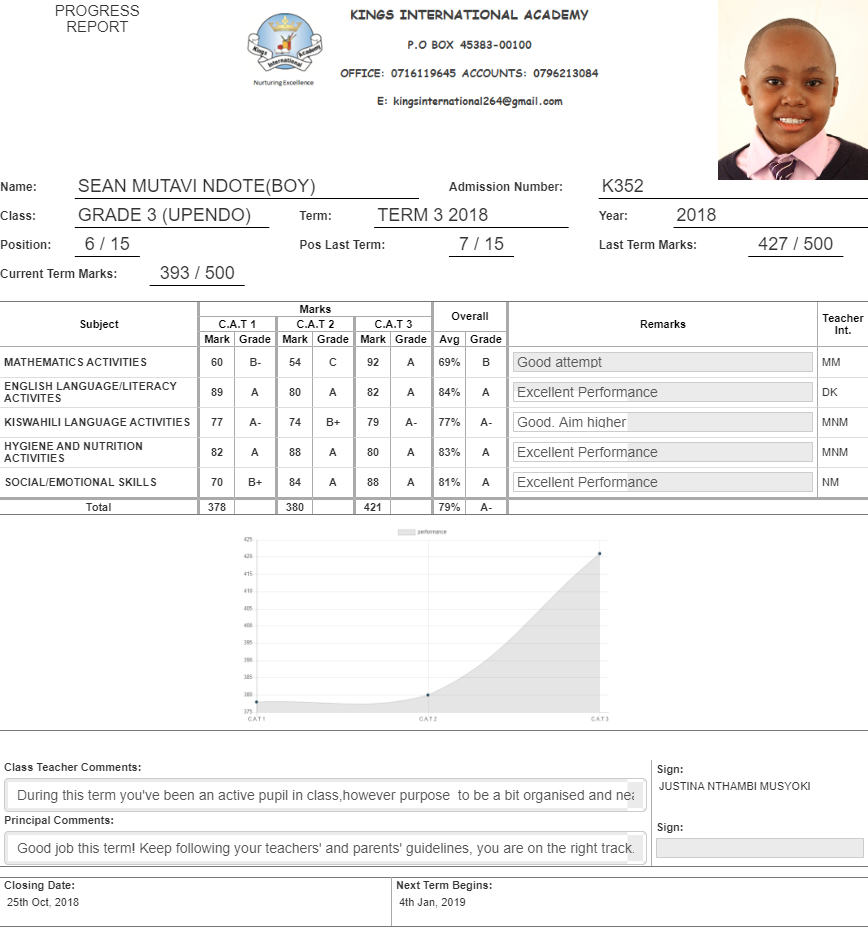 PROGRESS
REPORT
Kings International Academy
Nurturing Excellence
KINGS INTERNATIONAL ACADEMY
P.O BOX 45383-00100
OFFICE: 0716119645 ACCOUNTS: 0796213084
E: kingsinternational264@gmail.com
Name: SEAN MUTAVI NDOTE(BOY) Admission Number: K352
Class: GRADE 3 (UPENDO) Term: TERM 3 2018 Year: 2018
Position: 6 / 15 Pos Last Term: 7 / 15 Last Term Marks: 427 / 500
Current Term Marks: 393 / 500
Subject Marks Overall Remarks Teacher Int.
C.A.T 1 C.A.T 2 C.A.T 3
Mark Grade Mark Grade Mark Grade Avg Grade
MATHEMATICS ACTIVITIES 60 B- 54 C 92 A 69% B Good attempt MM
ENGLISH LANGUAGE/LITERACY ACTIVITES 89 A 80 A 82 A 84% A Excellent Performance DK
KISWAHILI LANGUAGE ACTIVITIES 77 A- 74 B+ 79 A- 77% A- Good. Aim higher MNM
HYGIENE AND NUTRITION ACTIVITIES 82 A 88 A 80 A 83% A Excellent Performance MNM
SOCIAL/EMOTIONAL SKILLS 70 B+ 84 A 88 A 81% A Excellent Performance NM
Total 378 380 421 79% A-
performance
425
420
415
410
405
400
395
390
385
380
375
CAT1 CAT2 CAT3
Class Teacher Comments:
During this term you've been an active pupil in class,however purpose to be a bit organised and
Sign:
JUSTINA NTHAMBI MUSYOKI
Principal Comments:
Good job this term! Keep following your teachers' and parents' guidelines, you are on the right track.
Sign:
Closing Date: Next Term Begins:
25th Oct, 2018 4th Jan, 2019